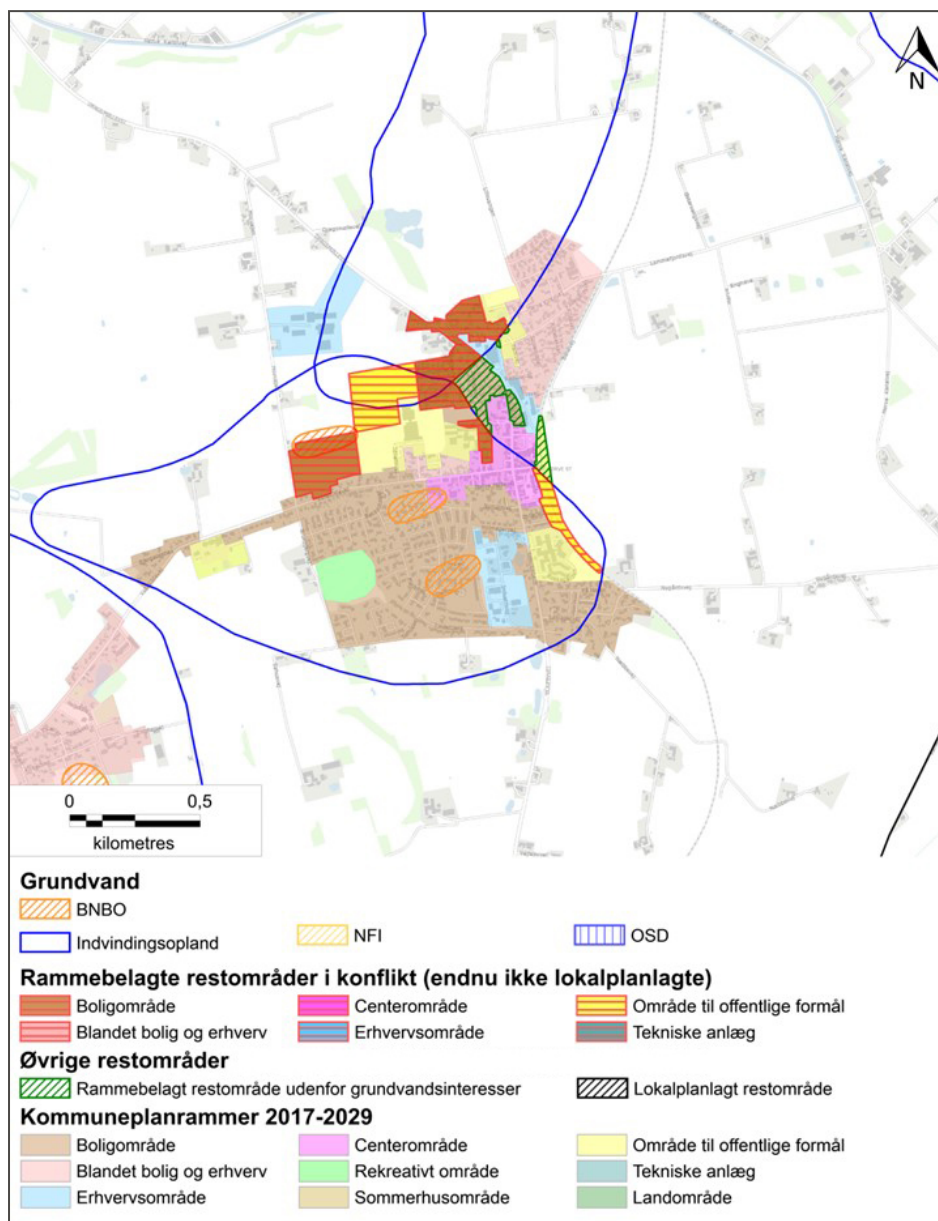 N
0 0,5
kilometres
Grundvand
BNBO
Indvindingsopland NFI OSD
Rammebelagte restområder i konflikt (endnu ikke lokalplanlagte)
Boligområde Centerområde Område til offentlige formål
Blandet bolig og erhverv Erhvervsområde Tekniske anlæg
Øvrige restområder
Rammebelagt restområde udenfor grundvandsinteresser Lokalplanlagt restområde
Kommuneplanrammer 2017-2029
Boligområde Centerområde Område til offentlige formål
Blandet bolig og erhverv Rekreativt område Tekniske anlæg
Erhvervsområde Sommerhusområde Landområde